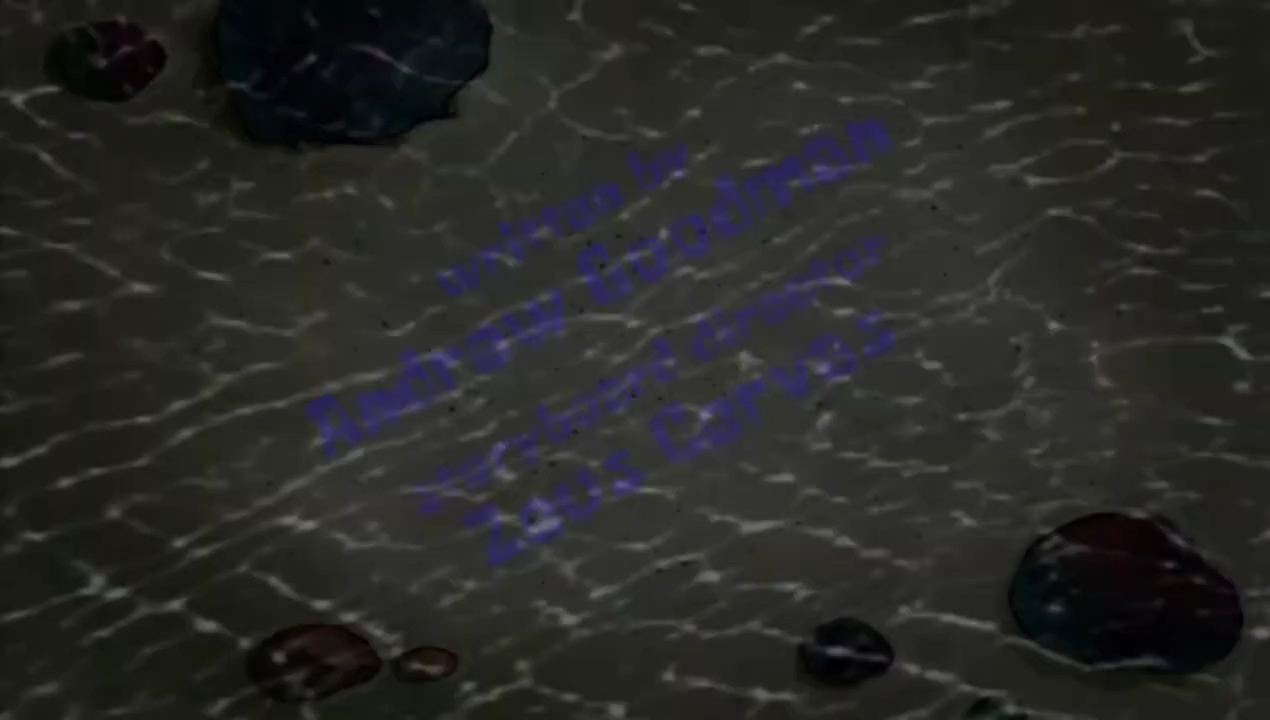 written by
Andrew Goodman
storyboard director
Zeus Cervas